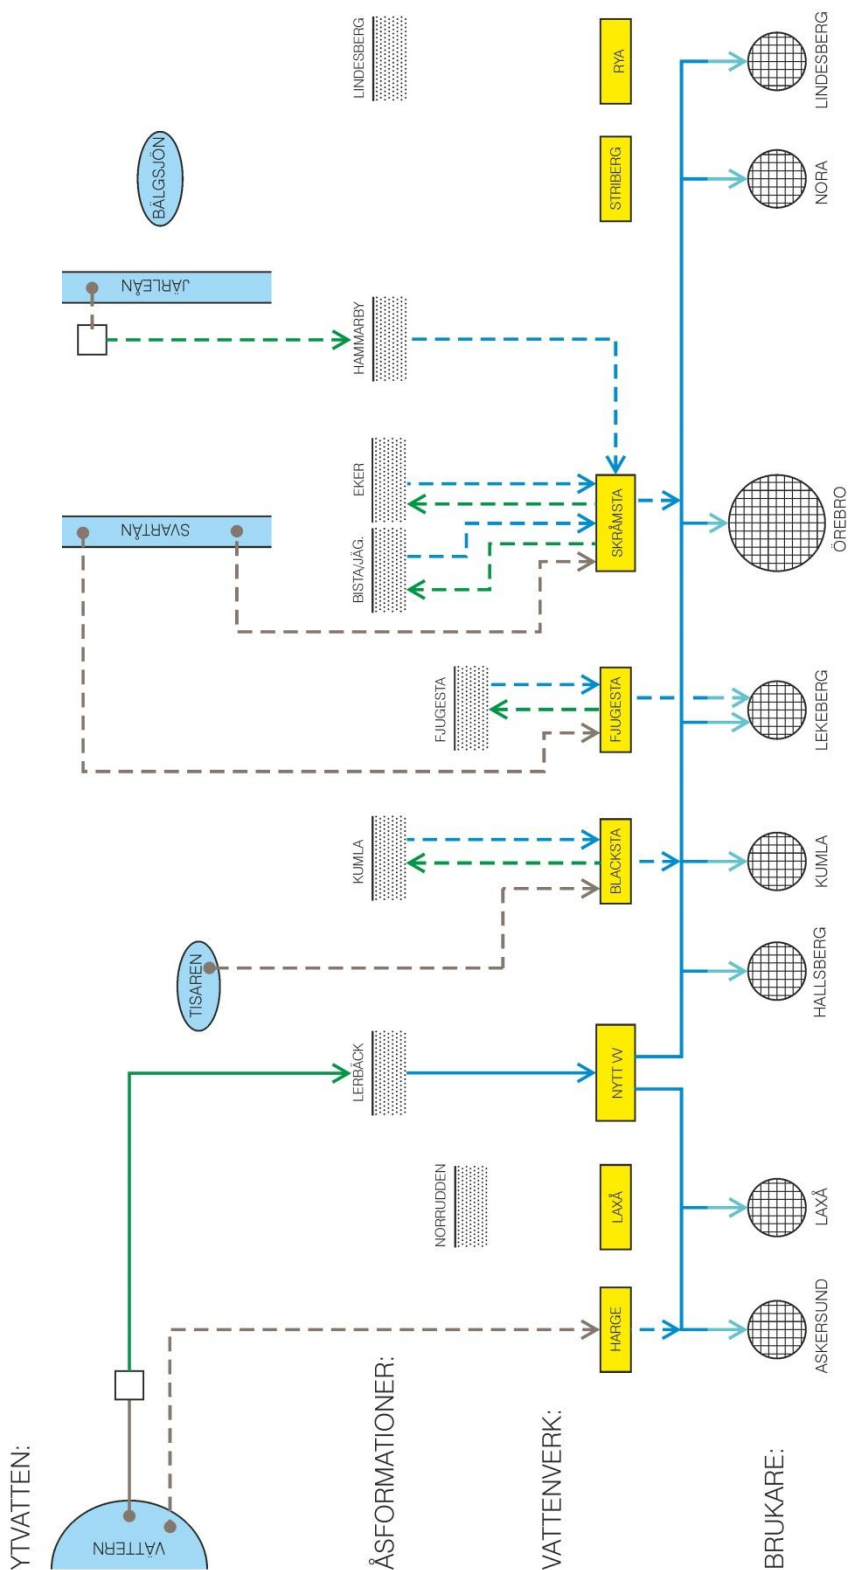 YTVATTEN:
VÄTTERN
TISAREN
SVARTÅN
JÄRLEÅN
BÄLGSJÖN
ÅSFORMATIONER:
NORRUDDEN
LERBÄCK
KUMLA
FJUGESTA
BISTA/JÄG.
EKER
HAMMARBY
LINDESBERG
VATTENVERK:
HARGE
LAXÅ
NYTT W
BLACKSTA
FJUGESTA
SKRÅMSTA
STRIBERG
RYA
BRUKARE:
ASKERSUND
LAXÅ
HALLSBERG
KUMLA
LEKEBERG
ÖREBRO
NORA
LINDESBERG